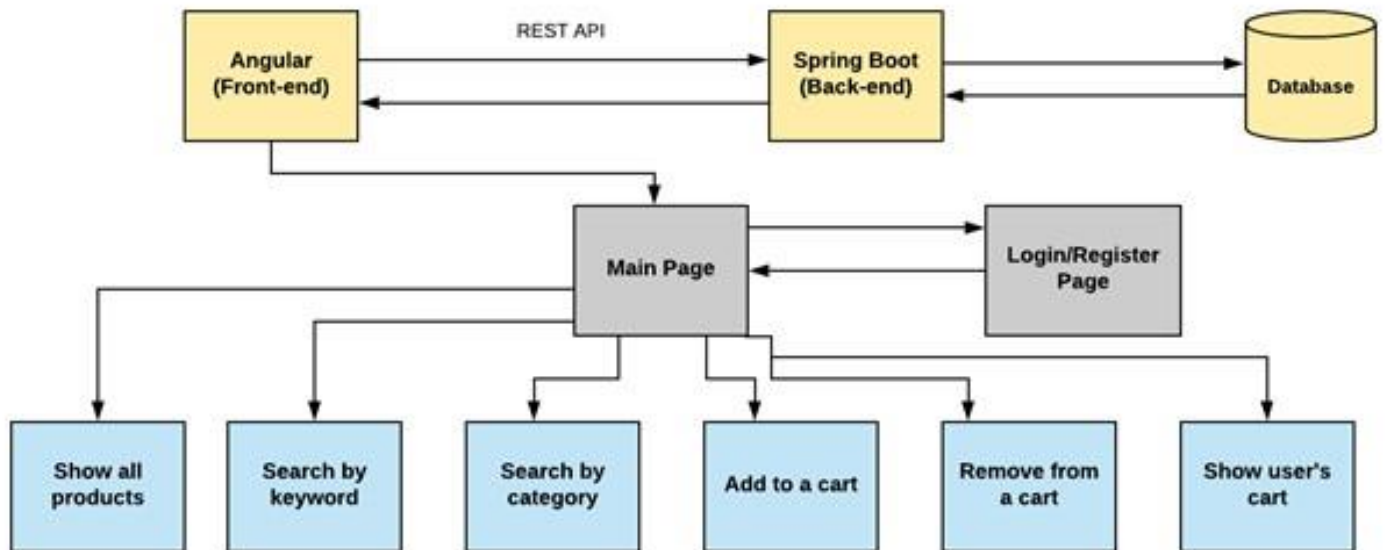 REST API
Angular
(Front-end)
Spring Boot
(Back-end)
Database
Main Page
Login/Register
Page
Show all
products
Search by
keyword
Search by
category
Add to a cart
Remove from
a cart
Show user's
cart